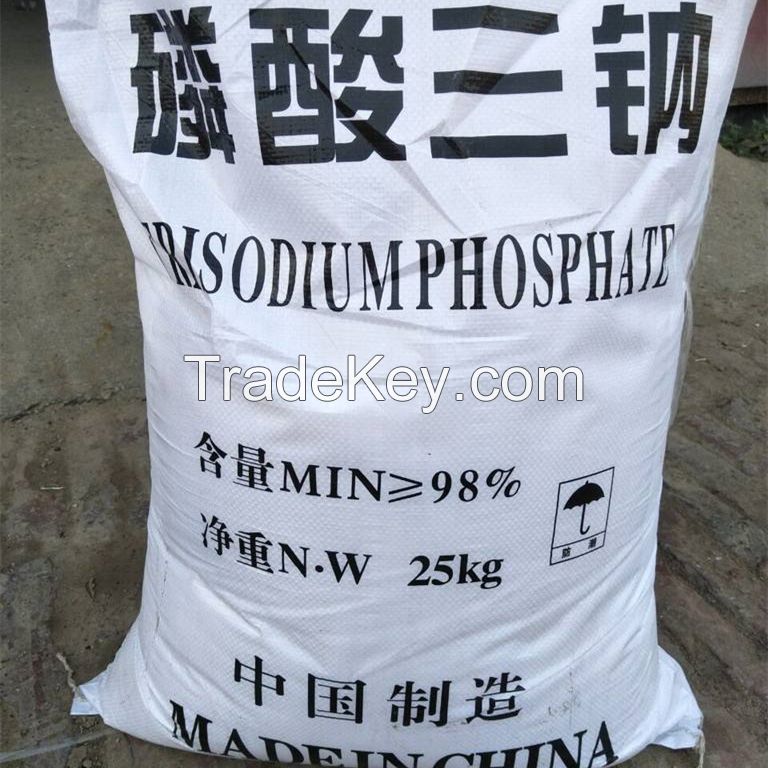 磷酸三钠
TRISODIUM PHOSPHATE
TradeKey.com
含量MIN≥98%
防潮
净重N.W 25kg
中国制造
MADE IN CHINA